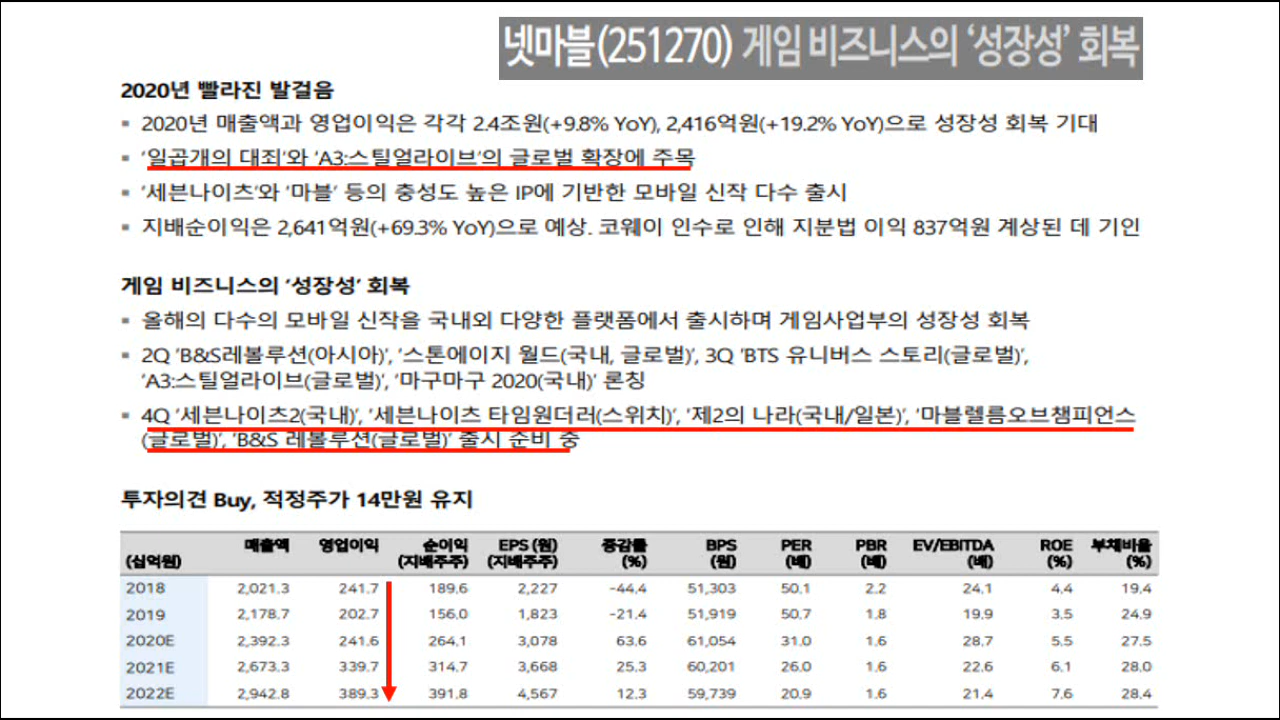 넷마블(251270) 게임 비즈니스의 ‘성장성’ 회복
2020년 빨라진 발걸음
▪ 2020년 매출액과 영업이익은 각각 2.4조원(+9.8% YoY), 2,416억원(+19.2% YoY)으로 성장성 회복 기대
▪ ‘일곱개의 대죄’와 ‘A3:스틸얼라이브’의 글로벌 확장에 주목
▪ ‘세븐나이츠’와 ‘마블’ 등의 충성도 높은 IP에 기반한 모바일 신작 다수 출시
▪ 지배순이익은 2,641억원(+69.3% YoY)으로 예상. 코웨이 인수로 인해 지분법 이익 837억원 계상된 데 기인
게임 비즈니스의 ‘성장성’ 회복
▪ 올해의 다수의 모바일 신작을 국내외 다양한 플랫폼에서 출시하며 게임사업부의 성장성 회복
▪ 2Q ‘B&S레볼루션(아시아)’, ‘스톤에이지 월드(국내, 글로벌)’, 3Q ‘BTS 유니버스 스토리(글로벌)’,
‘A3:스틸얼라이브(글로벌)’, ‘마구마구 2020(국내)’ 론칭
▪ 4Q ‘세븐나이츠2(국내)’, ‘세븐나이츠 타임원더러(스위치)’, ‘제2의 나라(국내/일본)’, ‘마블렐름오브챔피언스
(글로벌)’, ‘B&S 레볼루션(글로벌)’ 출시 준비 중
투자의견 Buy, 적정주가 14만원 유지
매출액 영업이익 순이익 EPS (원) 증감률 BPS PER PBR EV/EBITDA ROE 부채비율
(십억원) (지배주주) (지배주주) (%) (원) (배) (배) (배) (%) (%)
2018 2,021.3 241.7 189.6 2,227 -44.4 51,303 50.1 2.2 24.1 4.4 19.4
2019 2,178.7 202.7 156.0 1,823 -21.4 51,919 50.7 1.8 19.9 3.5 24.9
2020E 2,392.3 241.6 264.1 3,078 63.6 61,054 31.0 1.6 28.7 5.5 27.5
2021E 2,673.3 339.7 314.7 3,668 25.3 60,201 26.0 1.6 22.6 6.1 28.0
2022E 2,942.8 389.3 391.8 4,567 12.3 59,739 20.9 1.6 21.4 7.6 28.4